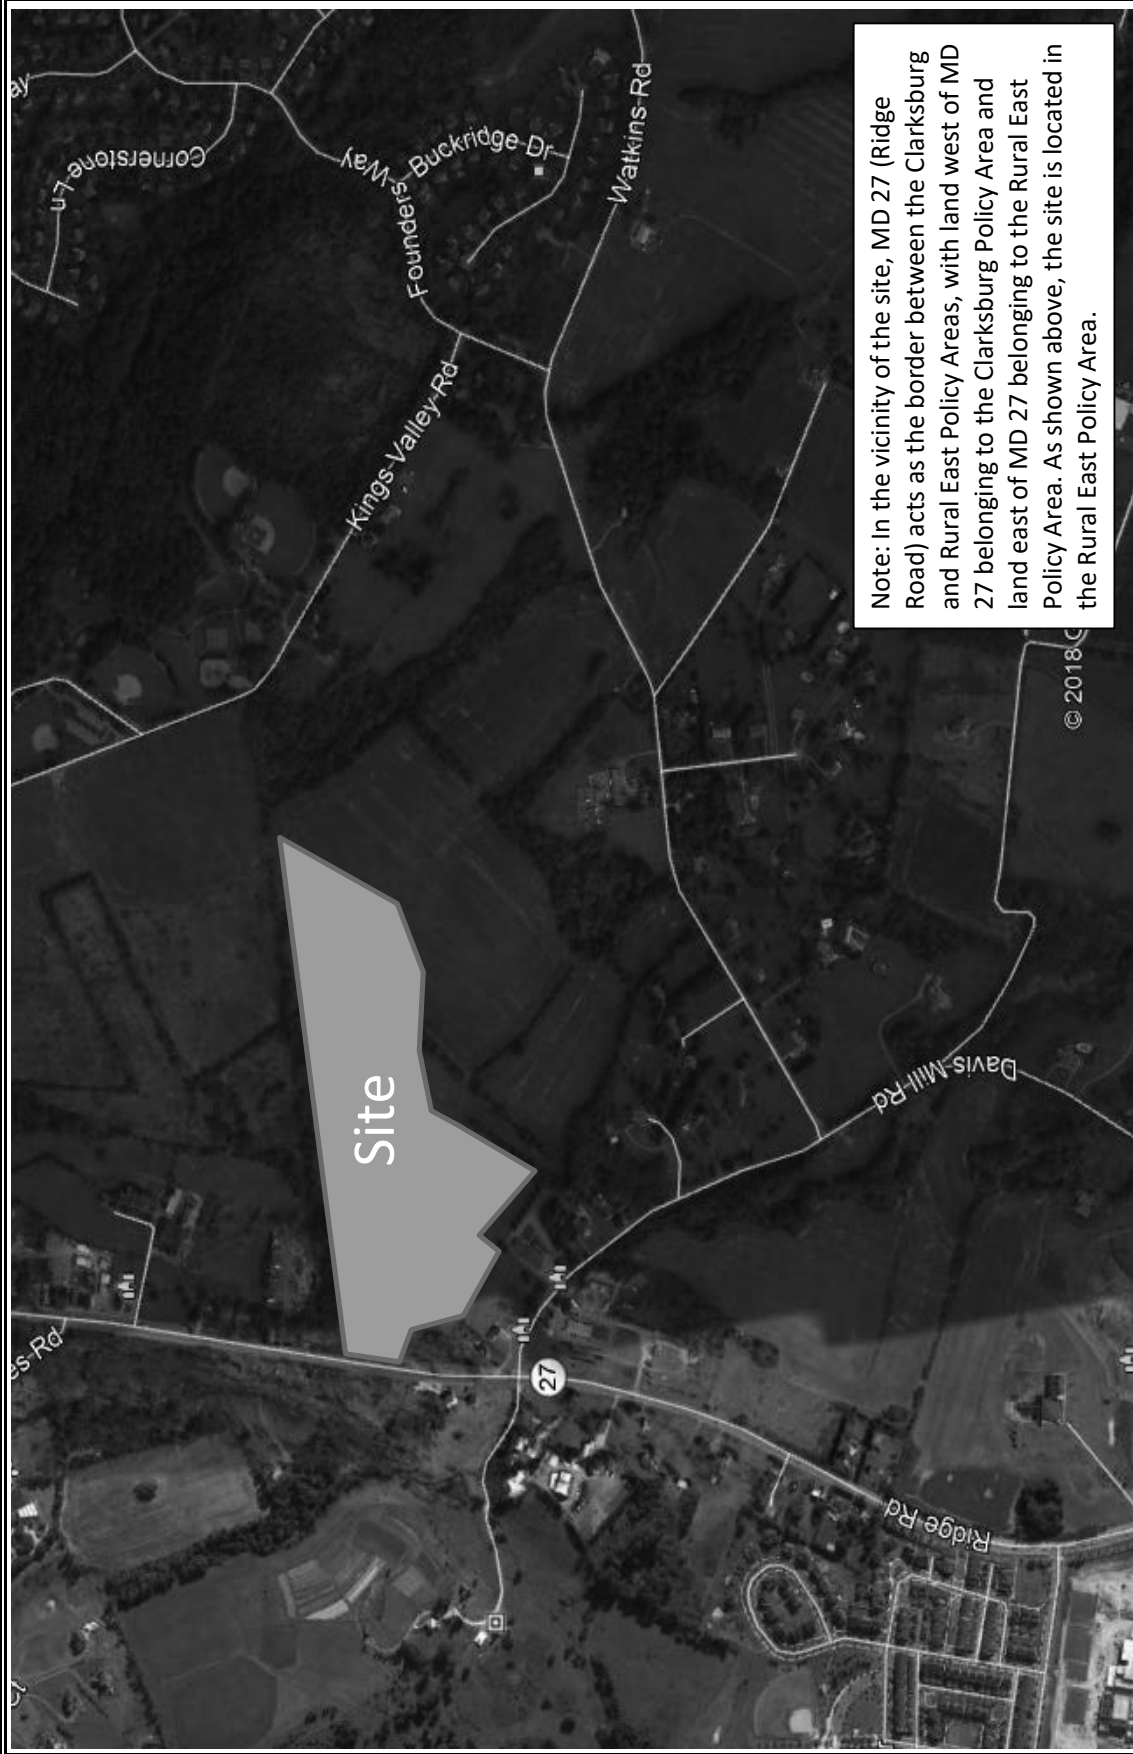 ay
Cornerstone-Ln
Founders-Way
Buckridge-Dr
Watkins-Rd
Kings-Valley-Rd
Site
Davis-Mill-Rd
es-Rd
27
Ridge-Rd
Ct
Note: In the vicinity of the site, MD 27 (Ridge
Road) acts as the border between the Clarksburg
and Rural East Policy Areas, with land west of MD
27 belonging to the Clarksburg Policy Area and
land east of MD 27 belonging to the Rural East
Policy Area. As shown above, the site is located in
the Rural East Policy Area.
© 2018